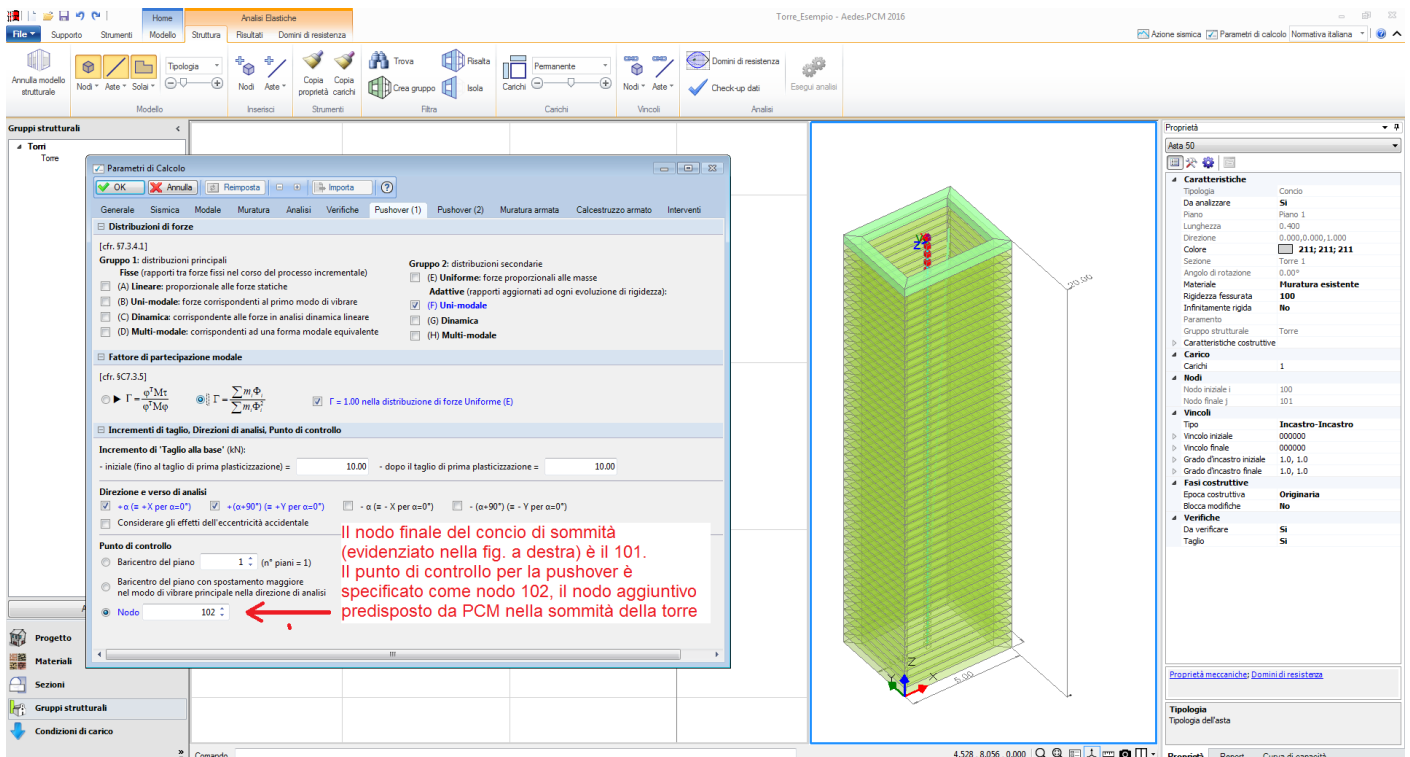 Home
Analisi Elastiche
Torre_Esempio - Aedes.PCM 2016
File
Supporto
Strumenti
Modello
Struttura
Risultati
Domini di resistenza
Azione sismica
Parametri di calcolo
Normativa italiana
Annulla modello strutturale
Nodi
Aste
Solai
Tipologia
Modello
Nodi
Aste
Inserisci
Copia proprietà
Copia carichi
Strumenti
Trova
Crea gruppo
Risalta
Isola
Filtra
Carichi
Permanente
Carichi
Nodi
Aste
Vincoli
Domini di resistenza
Check-up dati
Esegui analisi
Analisi
Gruppi strutturali
Torri
Torre
Parametri di Calcolo
OK
Annulla
Reimposta
Importa
Generale
Sismica
Modale
Muratura
Analisi
Verifiche
Pushover (1)
Pushover (2)
Muratura armata
Calcestruzzo armato
Interventi
Distribuzioni di forze
[cfr. §7.3.4.1]
Gruppo 1: distribuzioni principali
Fisse (rapporti tra forze fissi nel corso del processo incrementale)
(A) Lineare: proporzionale alle forze statiche
(B) Uni-modale: forze corrispondenti al primo modo di vibrare
(C) Dinamica: corrispondente alle forze in analisi dinamica lineare
(D) Multi-modale: corrispondenti ad una forma modale equivalente
Gruppo 2: distribuzioni secondarie
(E) Uniforme: forze proporzionali alle masse
Adattive (rapporti aggiornati ad ogni evoluzione di rigidezza):
(F) Uni-modale
(G) Dinamica
(H) Multi-modale
Fattore di partecipazione modale
[cfr. §C7.3.5]
Γ = φᵀMτ / φᵀMφ
Γ = ∑ mᵢΦᵢ / ∑ mᵢΦᵢ²
Γ = 1.00 nella distribuzione di forze Uniforme (E)
Incrementi di taglio, Direzioni di analisi, Punto di controllo
Incremento di 'Taglio alla base' (kN):
- iniziale (fino al taglio di prima plasticizzazione) = 10.00 - dopo il taglio di prima plasticizzazione = 10.00
Direzione e verso di analisi
+α (≡ +X per α=0°)
+(α+90°) (≡ +Y per α=0°)
- α (≡ - X per α=0°)
- (α+90°) (≡ - Y per α=0°)
Considerare gli effetti dell'eccentricità accidentale
Punto di controllo
Baricentro del piano 1 (n° piani = 1)
Baricentro del piano con spostamento maggiore
nel modo di vibrare principale nella direzione di analisi
Nodo 102
Il nodo finale del concio di sommità
(evidenziato nella fig. a destra) è il 101.
Il punto di controllo per la pushover è
specificato come nodo 102, il nodo aggiuntivo
predisposto da PCM nella sommità della torre
Progetto
Materiali
Sezioni
Gruppi strutturali
Condizioni di carico
Comando
20.00
5.00
Z
Y
X
Z
4.528 8.056 0.000
Proprietà
Asta 50
Caratteristiche
Tipologia Concio
Da analizzare Sì
Piano Piano 1
Lunghezza 0.400
Direzione 0.000,0.000,1.000
Colore 211; 211; 211
Sezione Torre 1
Angolo di rotazione 0.00°
Materiale Muratura esistente
Rigidezza fessurata 100
Infinitamente rigida No
Paramento
Gruppo strutturale Torre
Caratteristiche costruttive
Carico
Carichi 1
Nodi
Nodo iniziale i 100
Nodo finale j 101
Vincoli
Tipo Incastro-Incastro
Vincolo iniziale 000000
Vincolo finale 000000
Grado d'incastro iniziale 1.0, 1.0
Grado d'incastro finale 1.0, 1.0
Fasi costruttive
Epoca costruttiva Originaria
Blocca modifiche No
Verifiche
Da verificare Sì
Taglio Sì
Proprietà meccaniche; Domini di resistenza
Tipologia
Tipologia dell'asta
Proprietà
Report
Curva di capacità